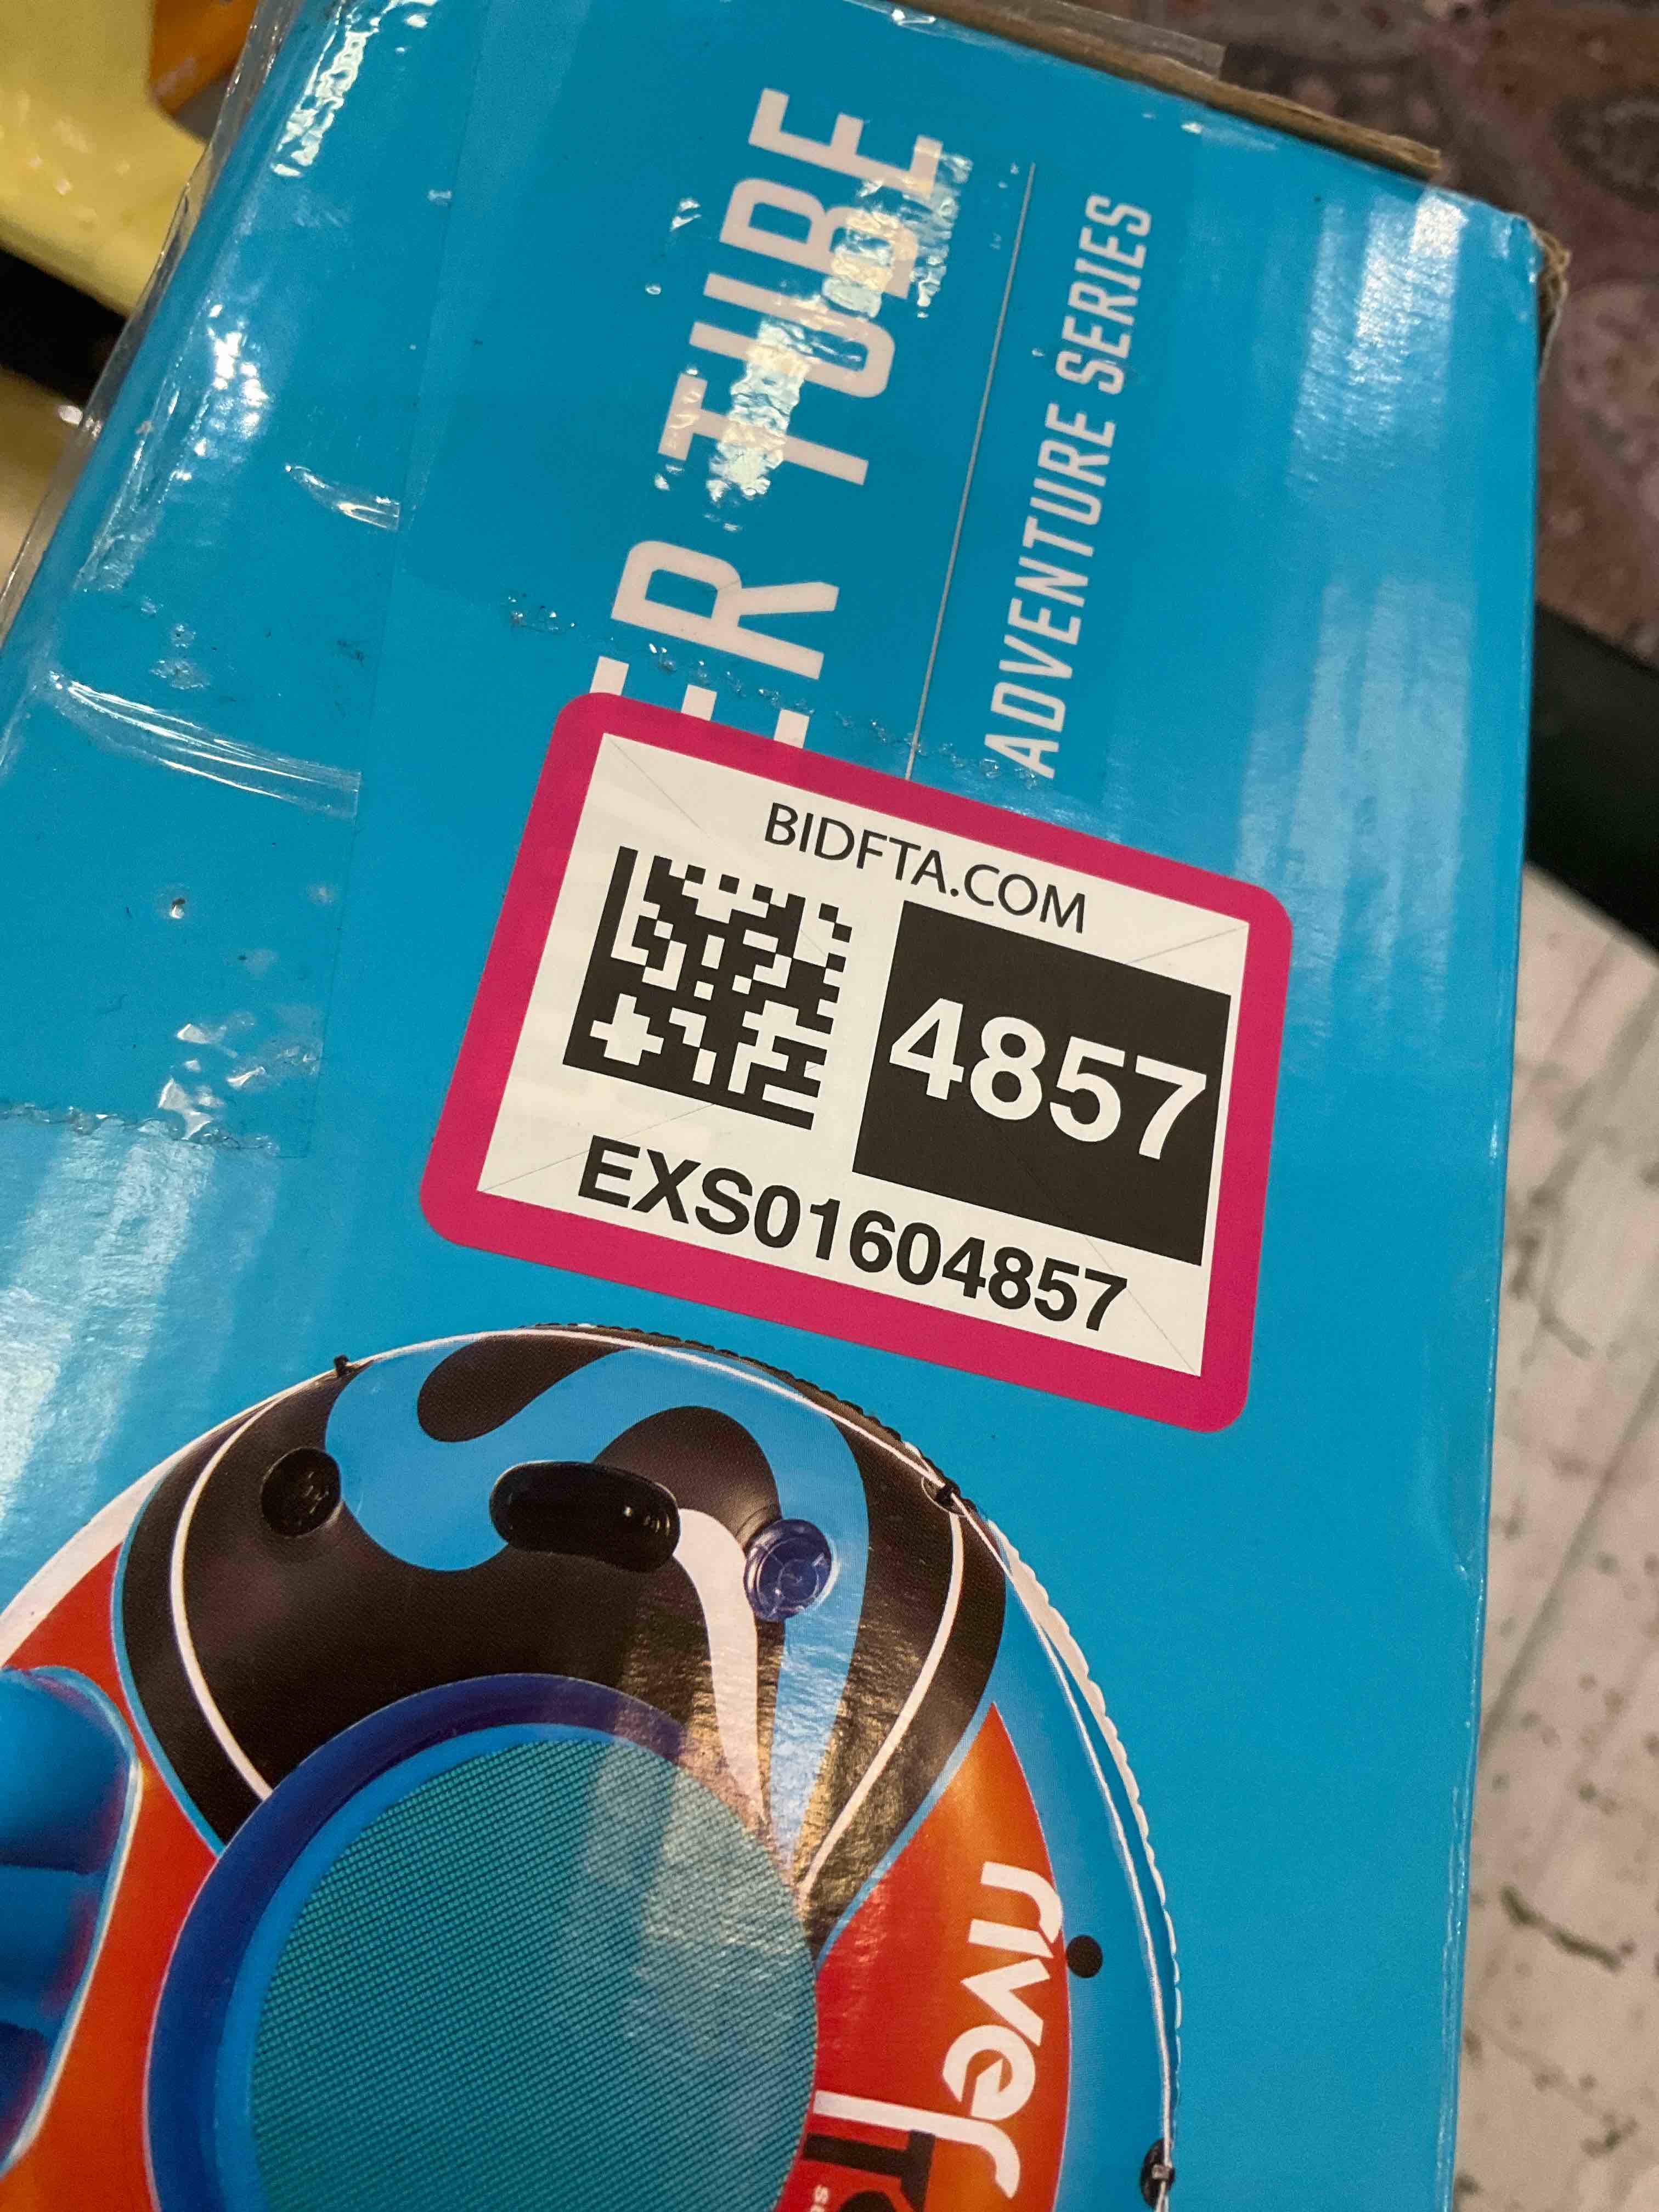 ER TUBE
ADVENTURE SERIES
BIDFTA.COM
4857
EXS01604857
river